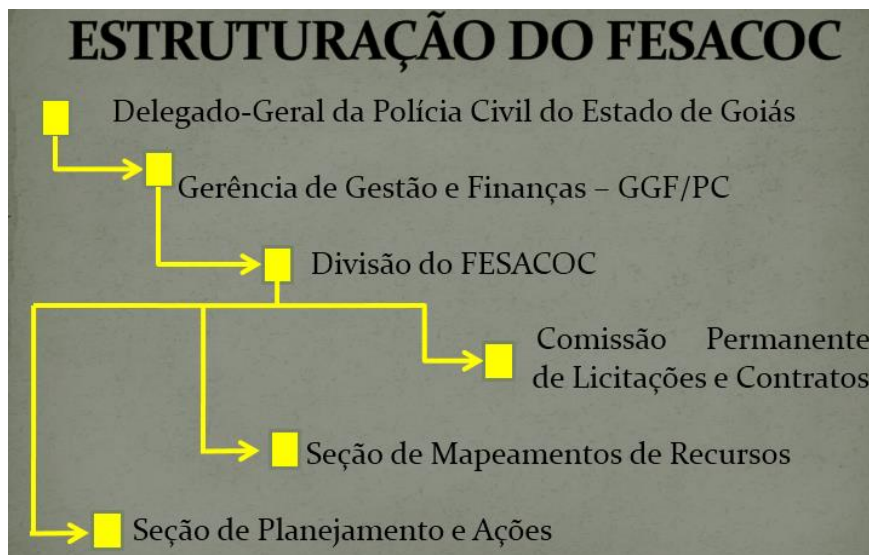 ESTRUTURAÇÃO DO FESACOC
Delegado-Geral da Polícia Civil do Estado de Goiás
Gerência de Gestão e Finanças – GGF/PC
Divisão do FESACOC
Comissão Permanente
de Licitações e Contratos
Seção de Mapeamentos de Recursos
Seção de Planejamento e Ações